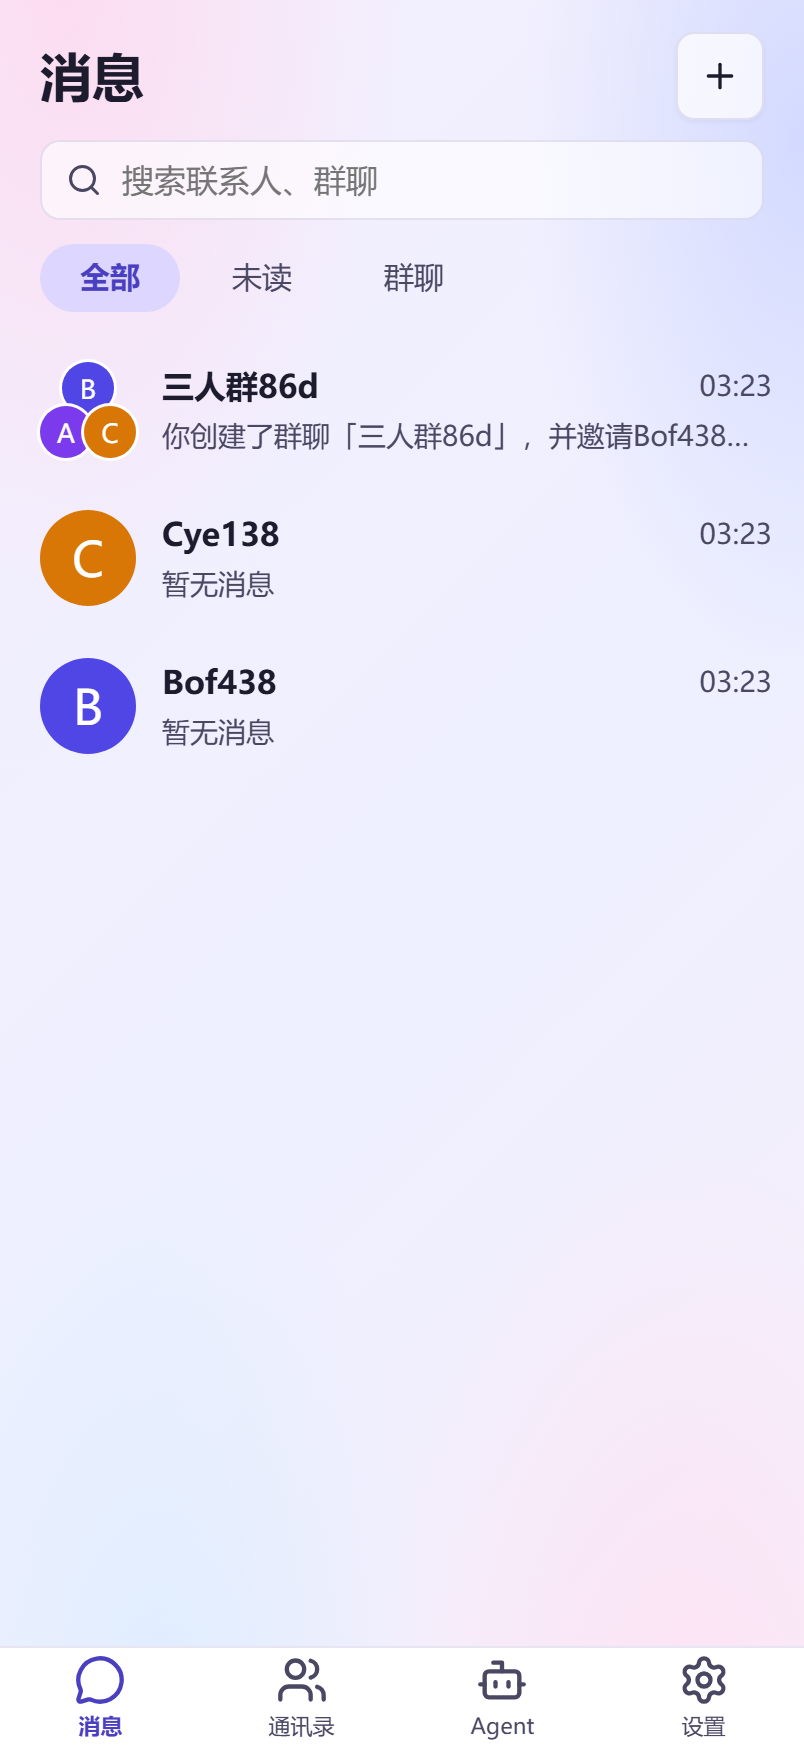 消息
搜索联系人、群聊
全部 未读 群聊
B
三人群86d 03:23
A C
你创建了群聊「三人群86d」，并邀请Bof438...
Cye138 03:23
C
暂无消息
Bof438 03:23
B
暂无消息
消息 通讯录 Agent 设置